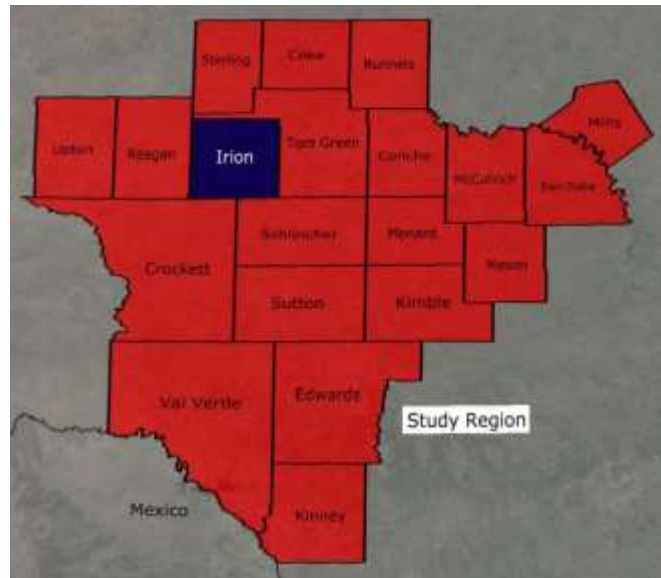 Sterling
Coke
Runnels
Mills
Upton
Reagan
Irion
Tom Green
Concho
McCulloch
San Saba
Schleicher
Menard
Mason
Crockett
Sutton
Kimble
Val Verde
Edwards
Study Region
Mexico
Kinney